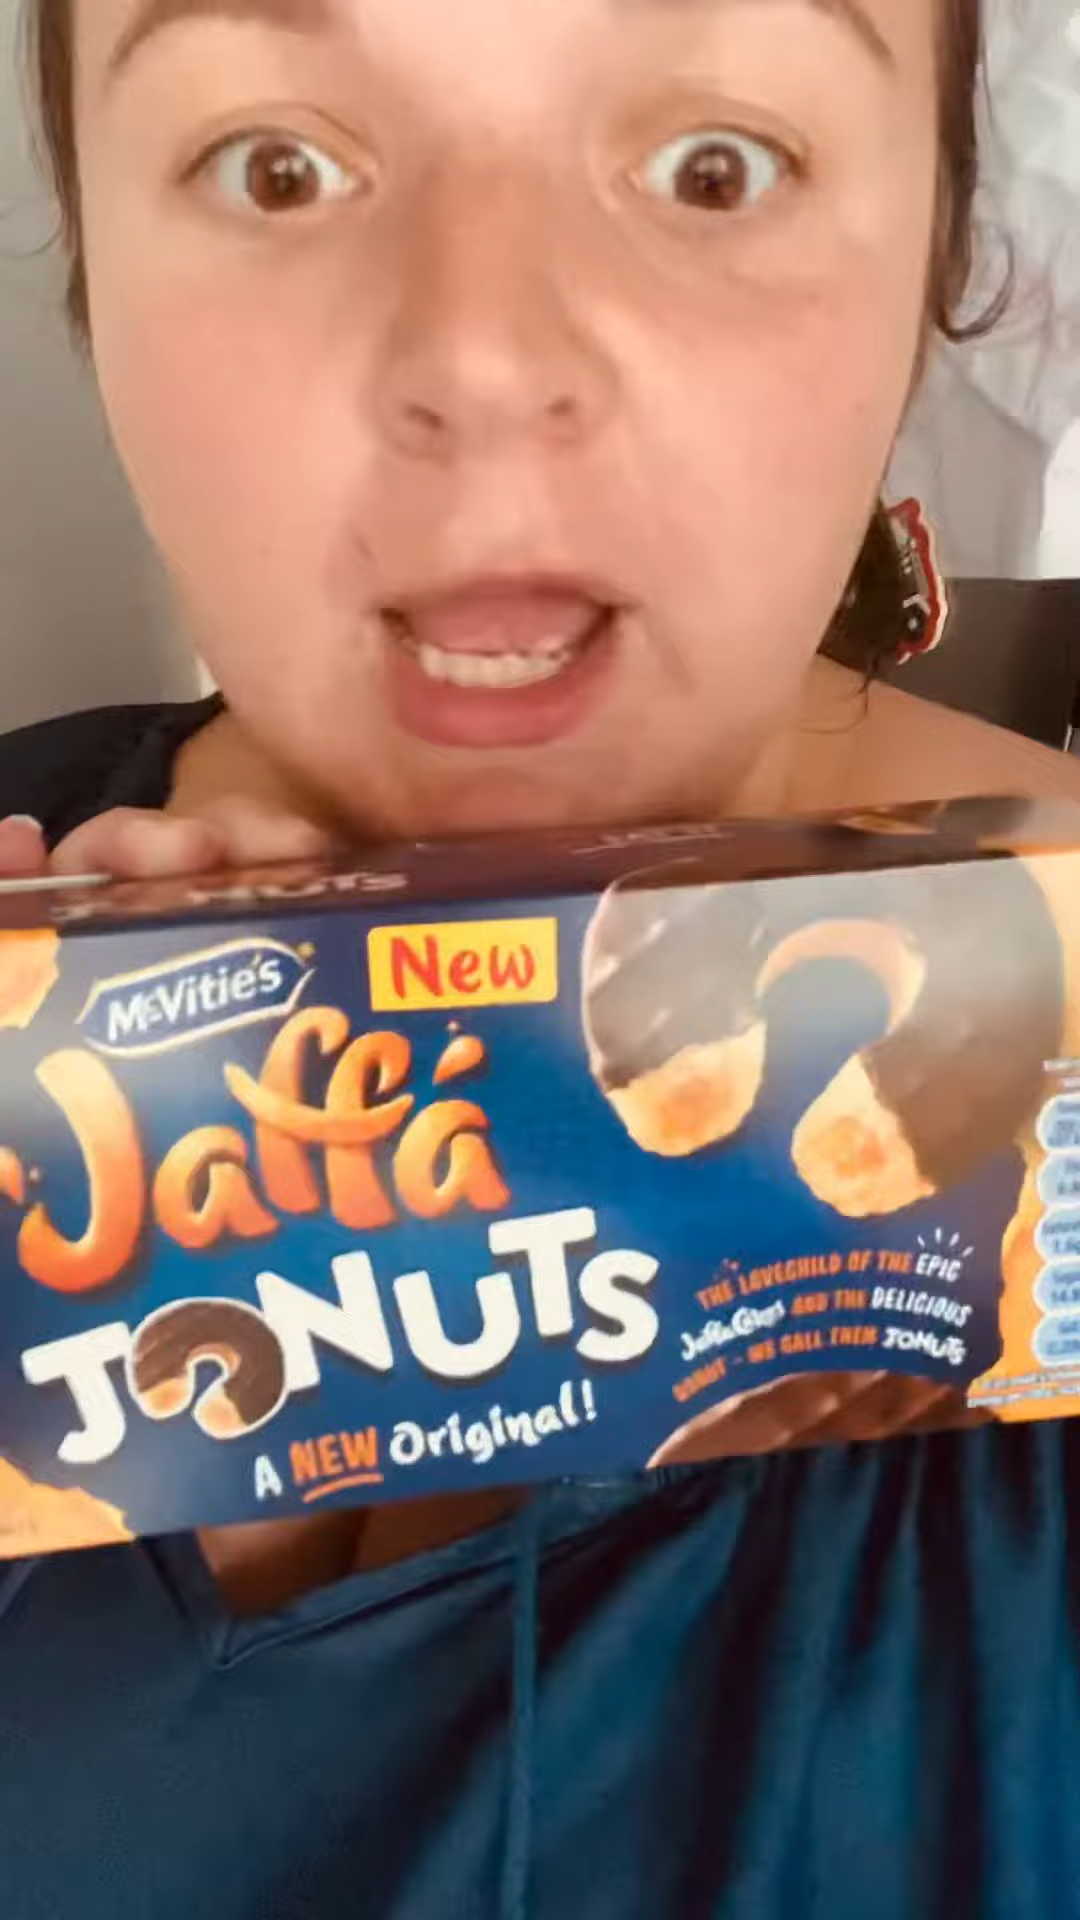 McVitie's
New
Jaffa
JONUTS
A NEW Original!
THE LOVECHILD OF THE EPIC
Jaffa Cakes AND THE DELICIOUS
DONUT - WE CALL THEM JONUTS